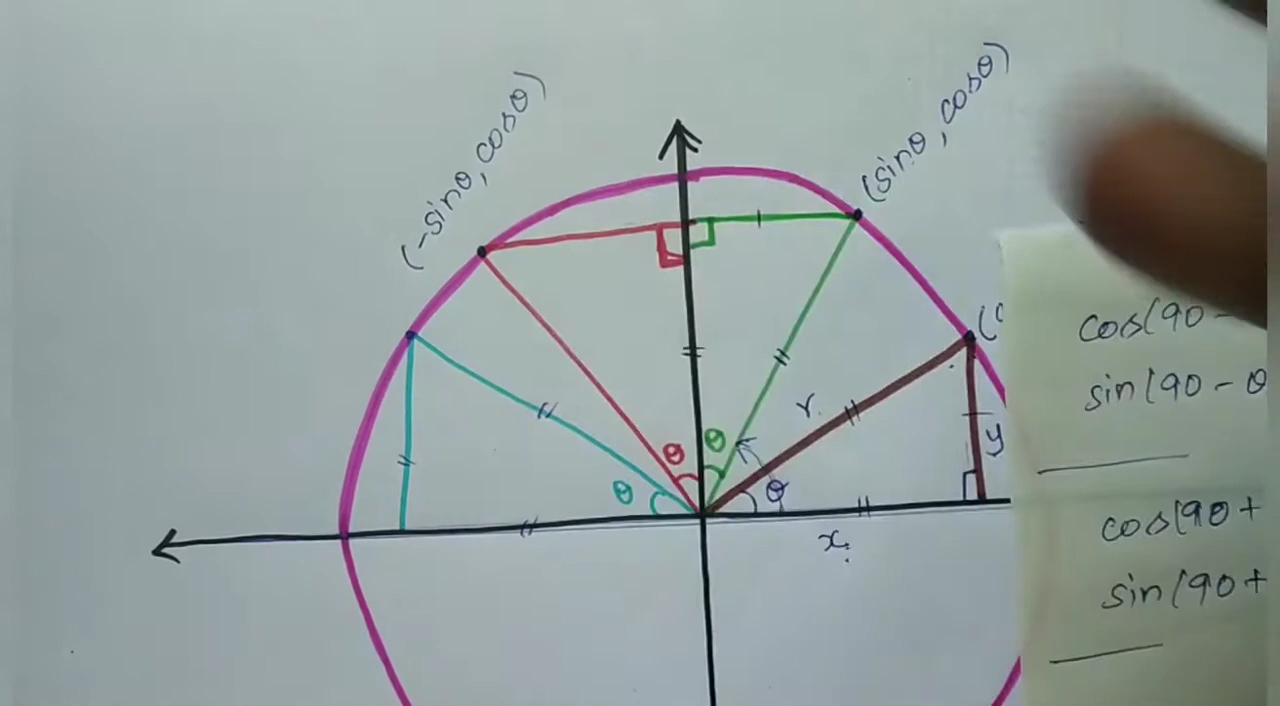 (-sinθ, cosθ)
(sinθ, cosθ)
θ
θ
θ
θ
r
y
x
cos(90 -
sin(90 - θ
cos(90 +
sin(90 +